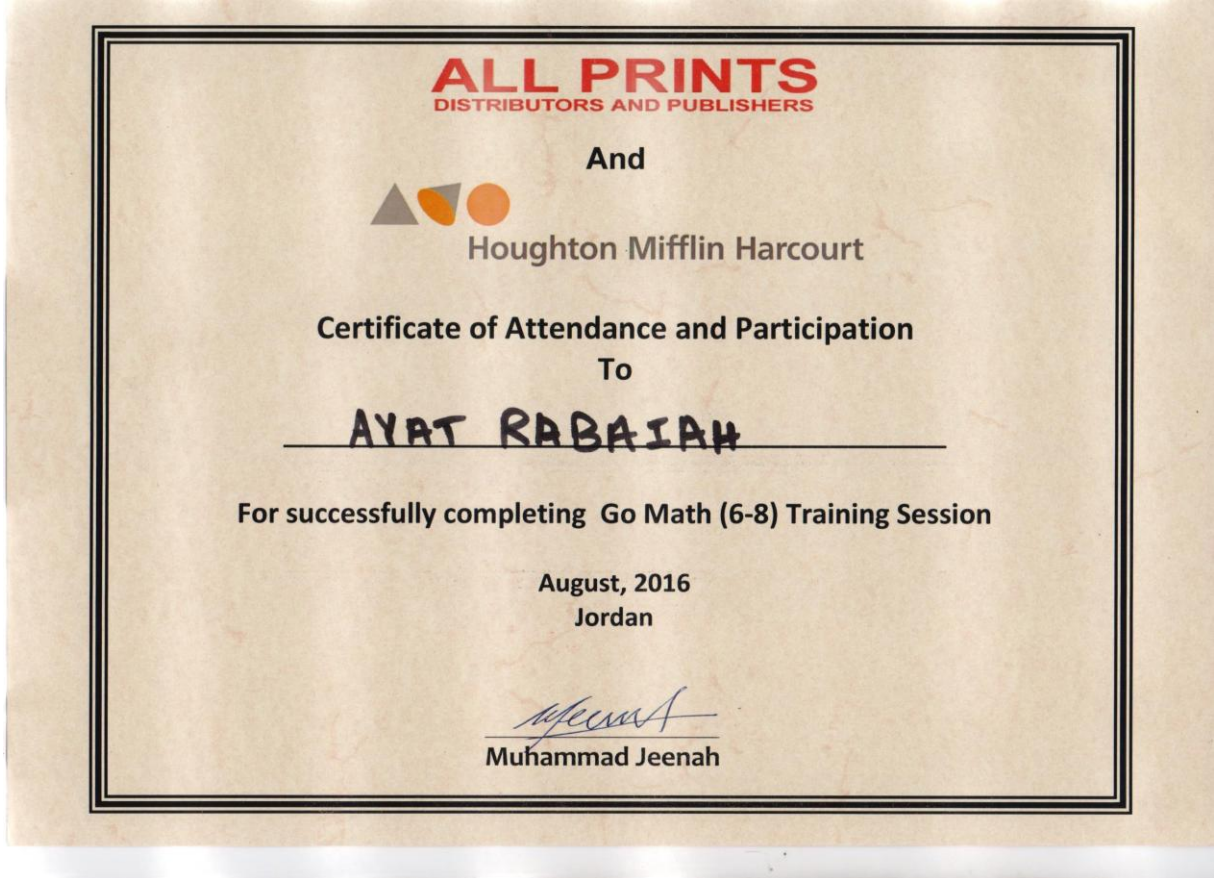 ALL PRINTS
DISTRIBUTORS AND PUBLISHERS
And
Houghton Mifflin Harcourt
Certificate of Attendance and Participation
To
AYAT RABAIAH
For successfully completing Go Math (6-8) Training Session
August, 2016
Jordan
Muhammad Jeenah